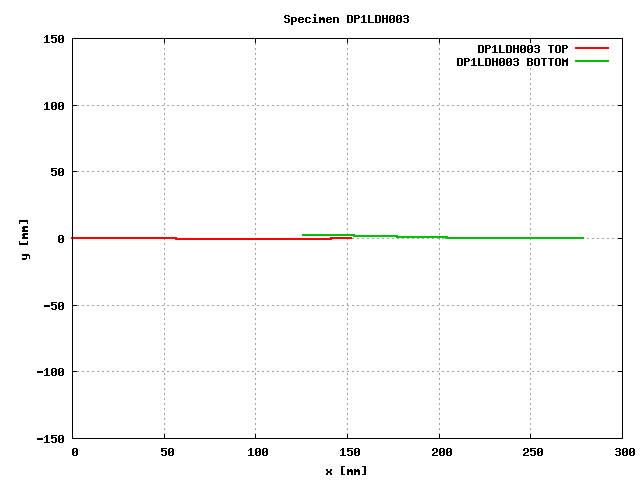 Specimen DP1LDH003
DP1LDH003 TOP
DP1LDH003 BOTTOM
150
100
50
0
-50
-100
-150
y [mm]
0 50 100 150 200 250 300
x [mm]